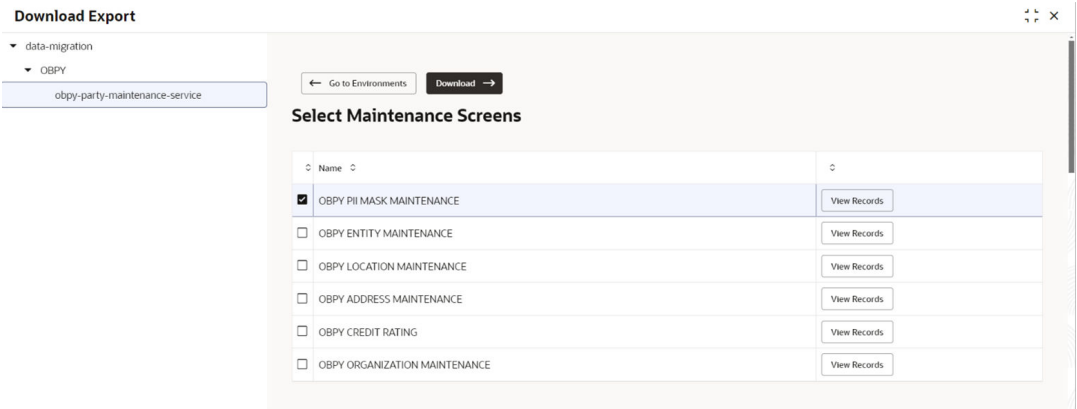 Download Export
data-migration
OBPY
obpy-party-maintenance-service
Go to Environments
Download
Select Maintenance Screens
Name
OBPY PII MASK MAINTENANCE View Records
OBPY ENTITY MAINTENANCE View Records
OBPY LOCATION MAINTENANCE View Records
OBPY ADDRESS MAINTENANCE View Records
OBPY CREDIT RATING View Records
OBPY ORGANIZATION MAINTENANCE View Records